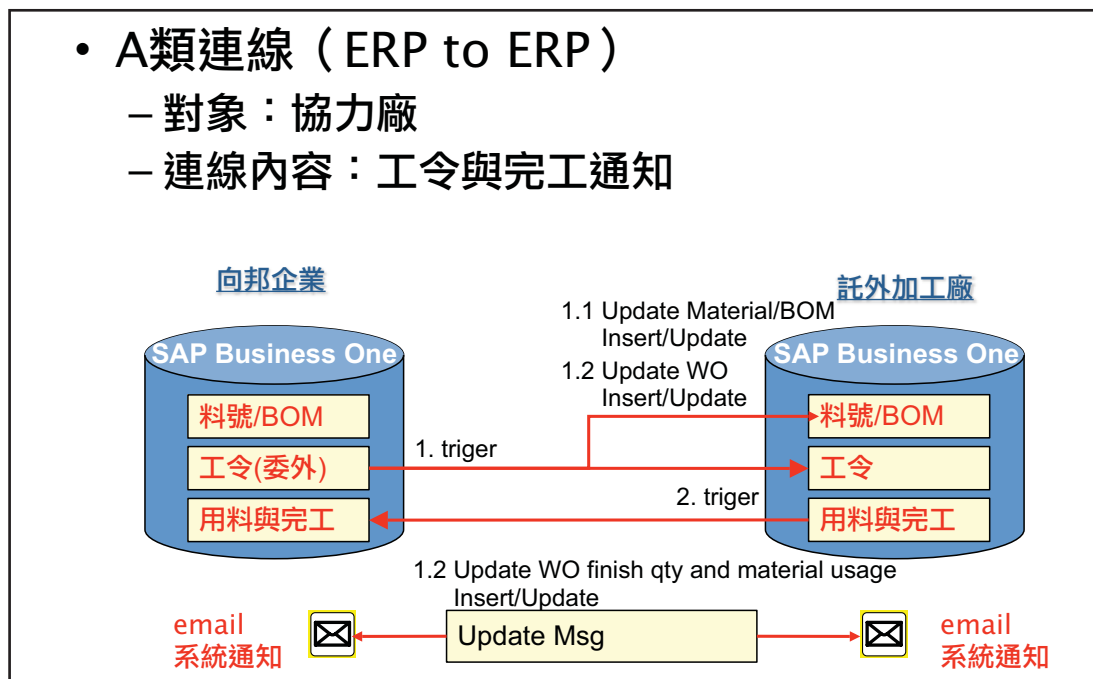 • A類連線（ERP to ERP）
–對象：協力廠
–連線內容：工令與完工通知
向邦企業
託外加工廠
1.1 Update Material/BOM
Insert/Update
1.2 Update WO
Insert/Update
SAP Business One
SAP Business One
料號/BOM
料號/BOM
1. triger
工令(委外)
工令
2. triger
用料與完工
用料與完工
1.2 Update WO finish qty and material usage
Insert/Update
email
系統通知
Update Msg
email
系統通知